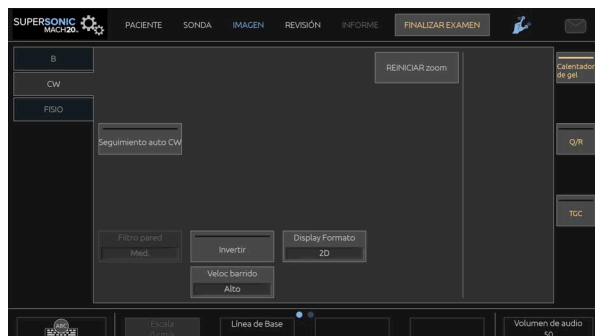 SUPERSONIC
MACH20.
PACIENTE
SONDA
IMAGEN
REVISIÓN
INFORME
FINALIZAR EXAMEN
B
CW
FISIO
REINICIAR zoom
Calentador
de gel
Seguimiento auto CW
Q/R
TGC
Filtro pared
Med.
Invertir
Display Formato
2D
Veloc barrido
Alto
ABC
Escala
Línea de Base
Volumen de audio
50